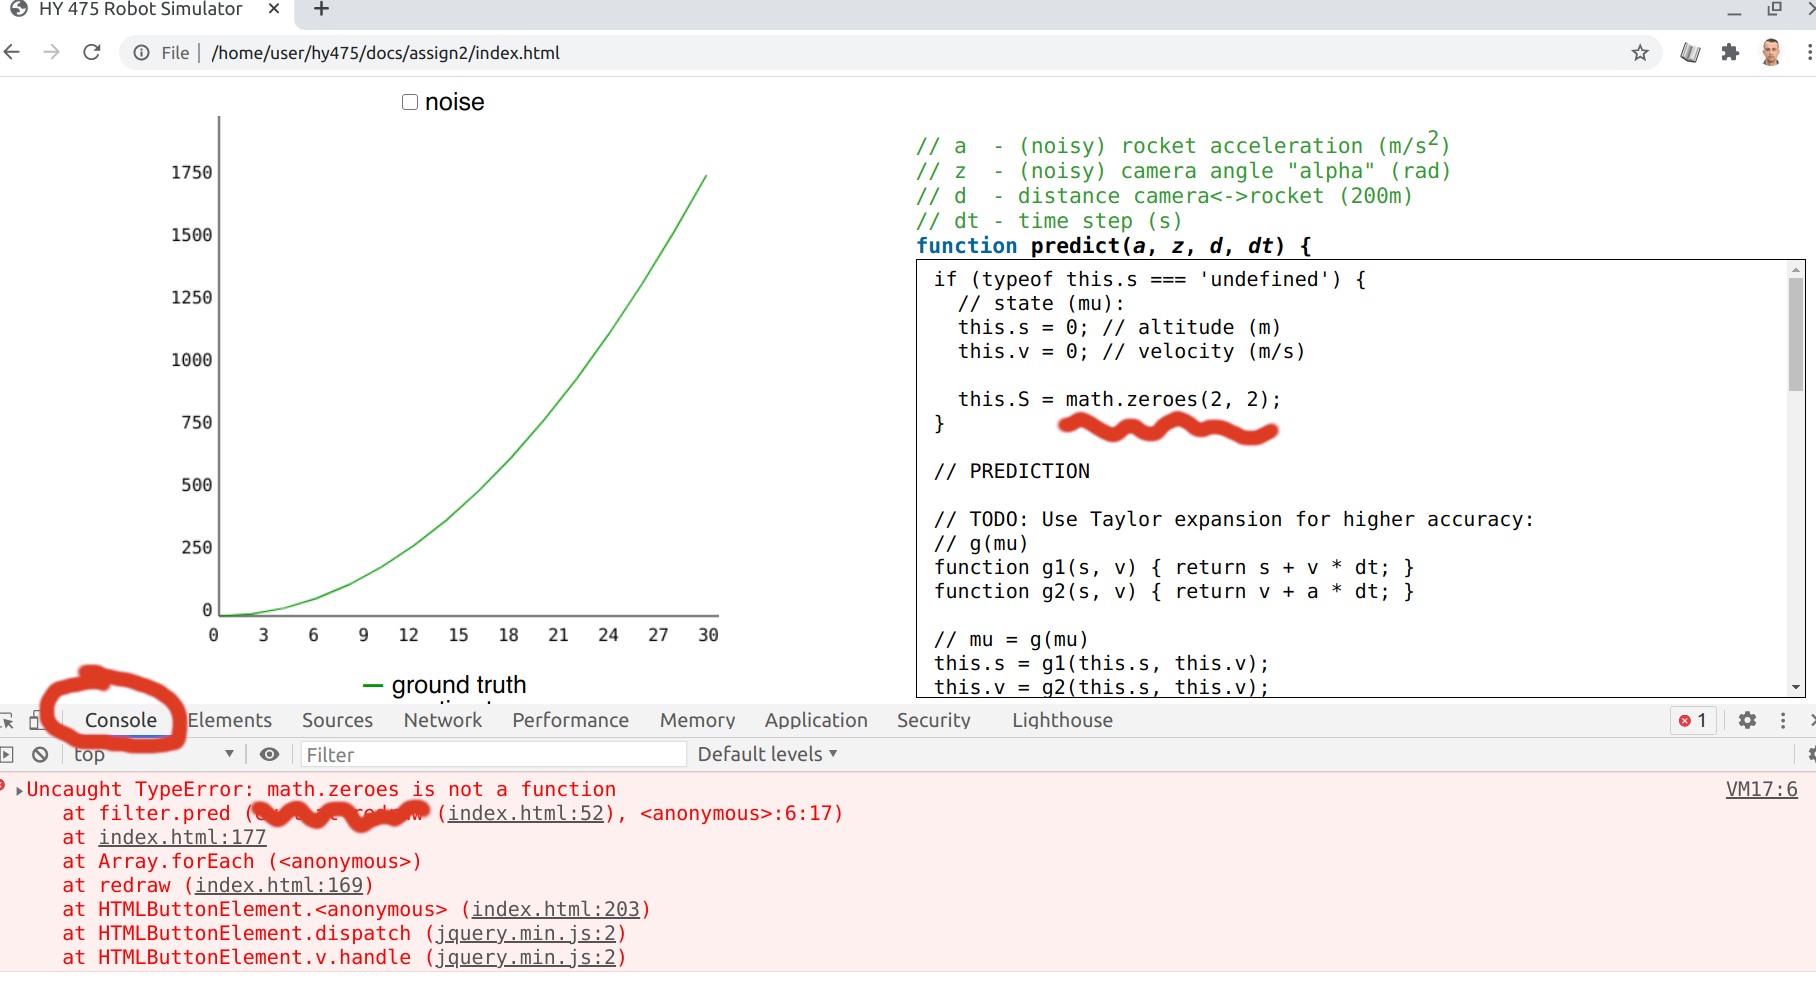 HY 475 Robot Simulator
File | /home/user/hy475/docs/assign2/index.html
noise
1750
1500
1250
1000
750
500
250
0
0 3 6 9 12 15 18 21 24 27 30
ground truth
// a  - (noisy) rocket acceleration (m/s2)
// z  - (noisy) camera angle "alpha" (rad)
// d  - distance camera<->rocket (200m)
// dt - time step (s)
function predict(a, z, d, dt) {
if (typeof this.s === 'undefined') {
  // state (mu):
  this.s = 0; // altitude (m)
  this.v = 0; // velocity (m/s)
  this.S = math.zeroes(2, 2);
}
// PREDICTION
// TODO: Use Taylor expansion for higher accuracy:
// g(mu)
function g1(s, v) { return s + v * dt; }
function g2(s, v) { return v + a * dt; }
// mu = g(mu)
this.s = g1(this.s, this.v);
this.v = g2(this.s, this.v);
Console Elements Sources Network Performance Memory Application Security Lighthouse 1
top Filter Default levels
Uncaught TypeError: math.zeroes is not a function VM17:6
at filter.pred ( (index.html:52), <anonymous>:6:17)
at index.html:177
at Array.forEach (<anonymous>)
at redraw (index.html:169)
at HTMLButtonElement.<anonymous> (index.html:203)
at HTMLButtonElement.dispatch (jquery.min.js:2)
at HTMLButtonElement.v.handle (jquery.min.js:2)